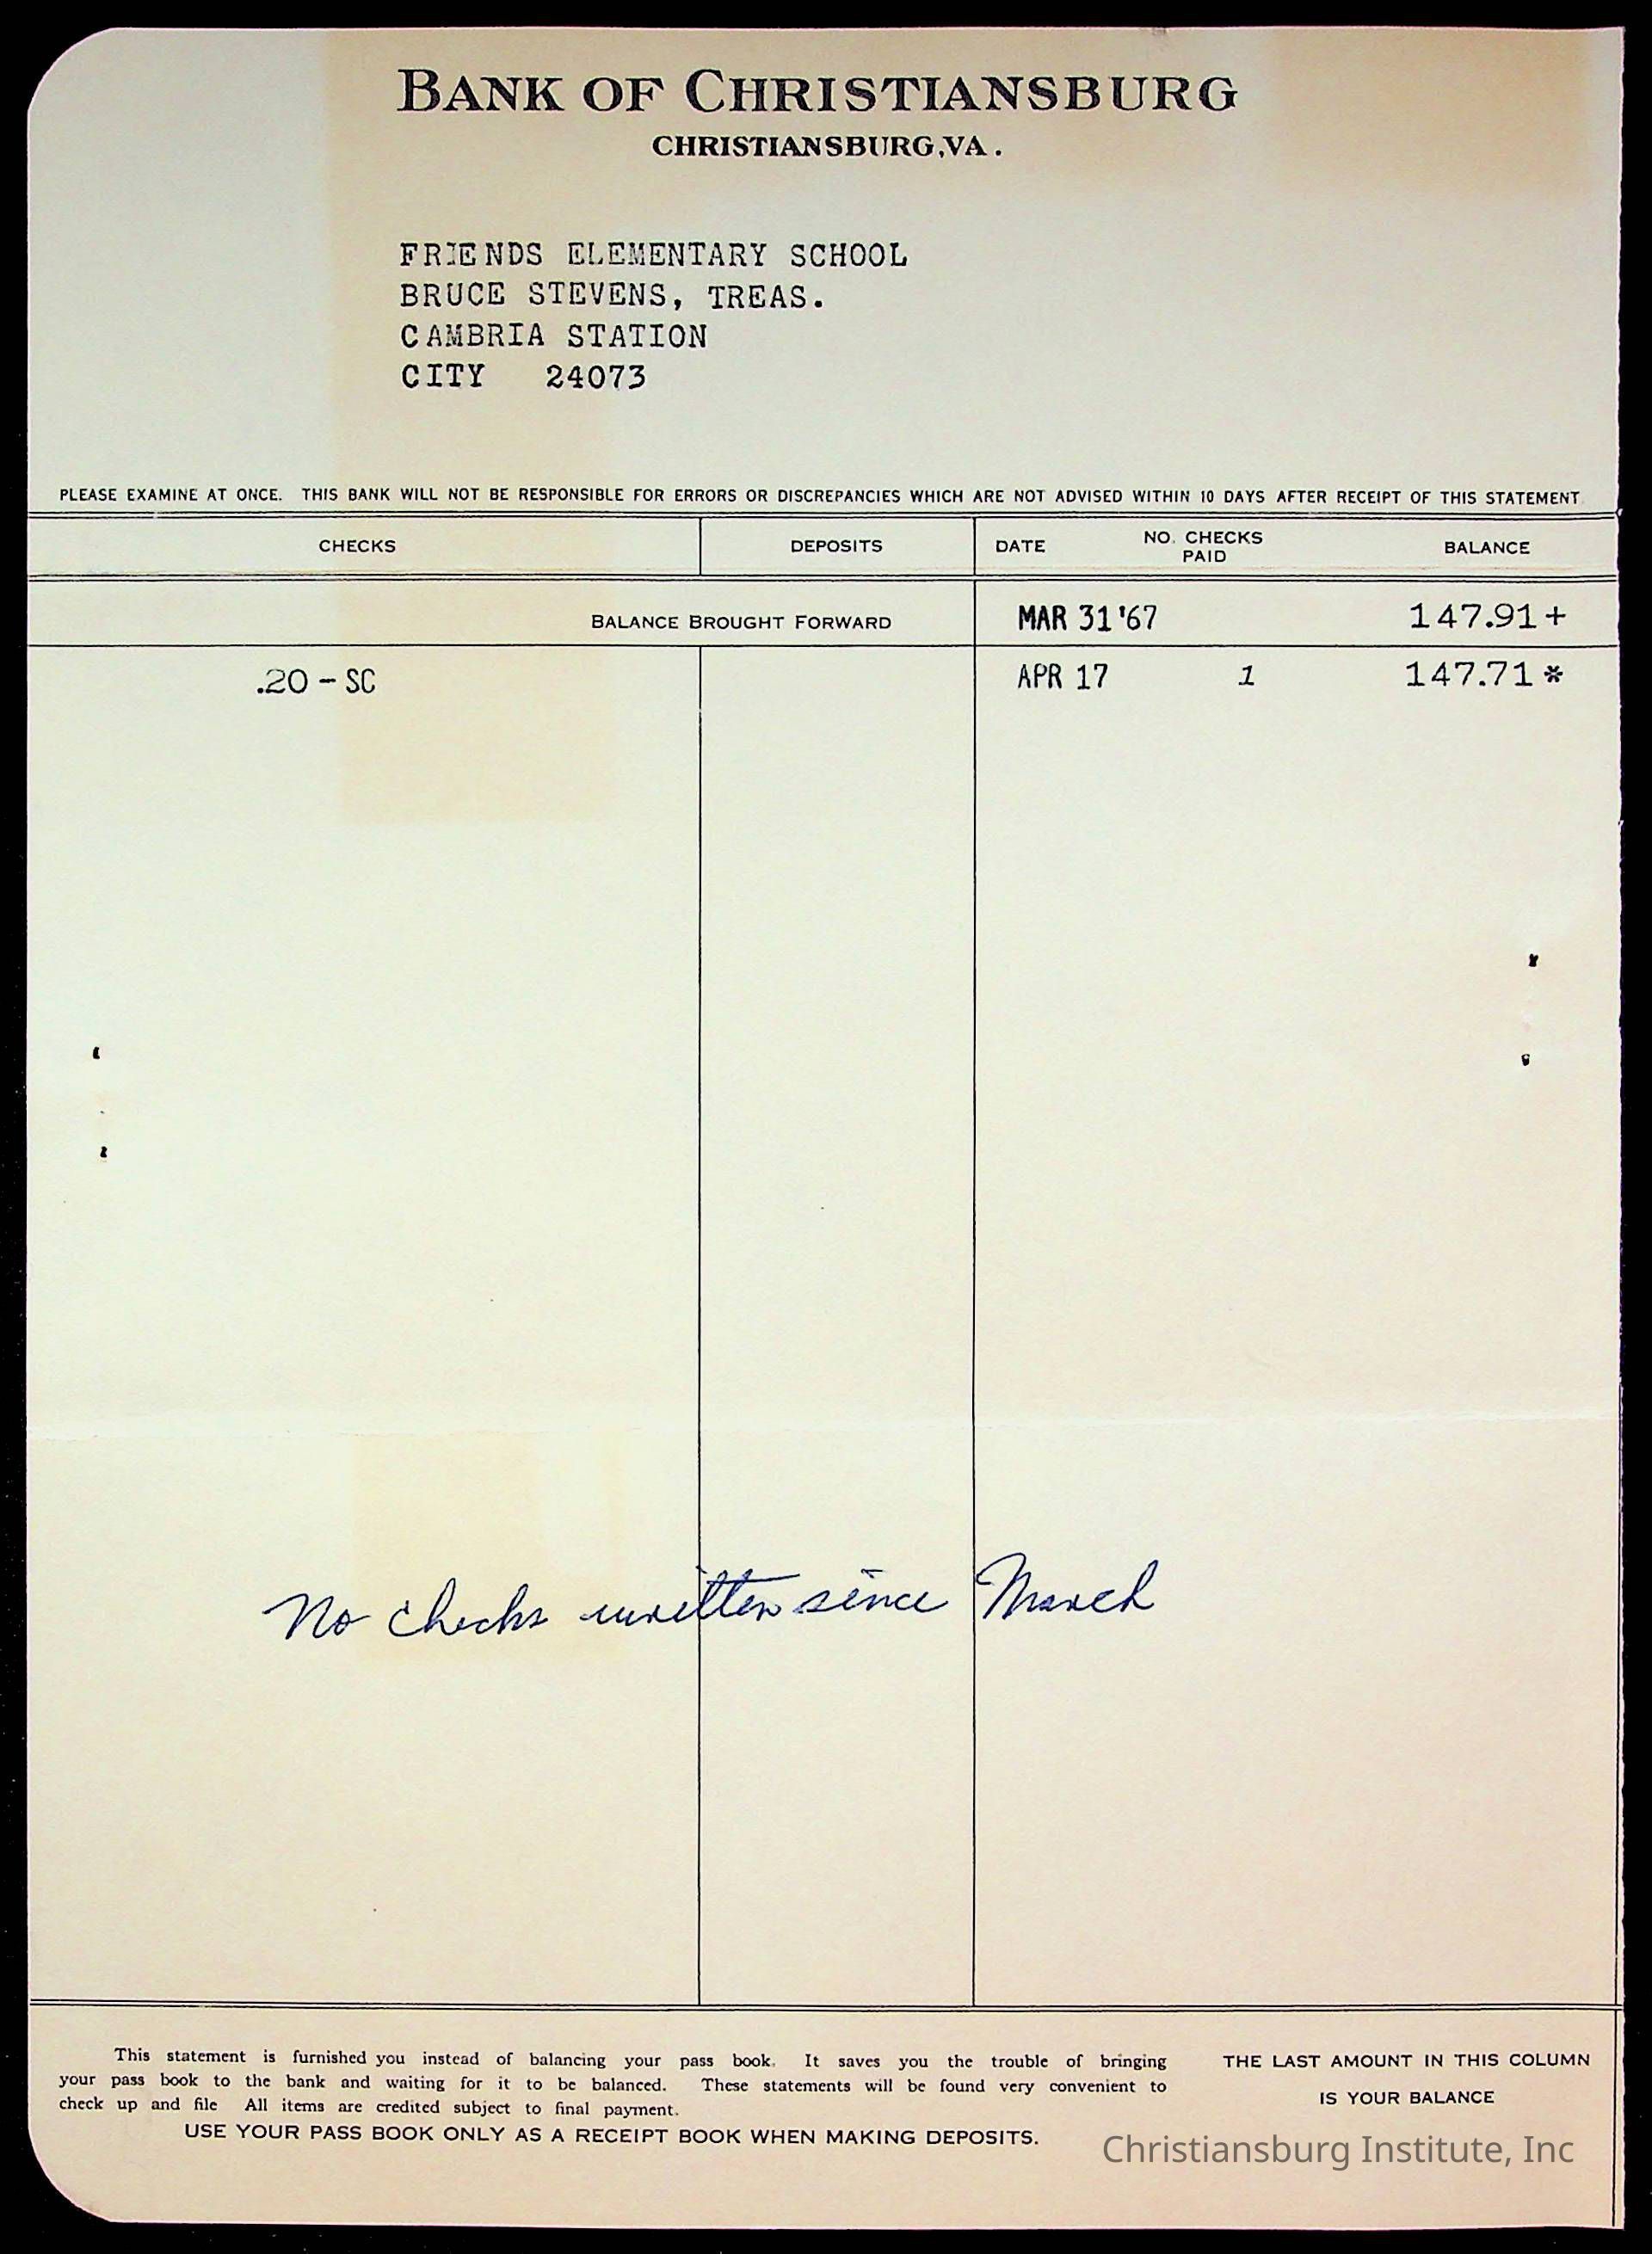 BANK OF CHRISTIANSBURG
CHRISTIANSBURG, VA.
FRIENDS ELEMENTARY SCHOOL
BRUCE STEVENS, TREAS.
CAMBRIA STATION
CITY 24073
PLEASE EXAMINE AT ONCE. THIS BANK WILL NOT BE RESPONSIBLE FOR ERRORS OR DISCREPANCIES WHICH ARE NOT ADVISED WITHIN 10 DAYS AFTER RECEIPT OF THIS STATEMENT
CHECKS DEPOSITS DATE NO. CHECKS PAID BALANCE
BALANCE BROUGHT FORWARD MAR 31 '67 147.91 +
.20 - SC APR 17 1 147.71 *
No checks written since March
This statement is furnished you instead of balancing your pass book. It saves you the trouble of bringing
your pass book to the bank and waiting for it to be balanced. These statements will be found very convenient to
check up and file All items are credited subject to final payment.
USE YOUR PASS BOOK ONLY AS A RECEIPT BOOK WHEN MAKING DEPOSITS.
THE LAST AMOUNT IN THIS COLUMN
IS YOUR BALANCE
Christiansburg Institute, Inc